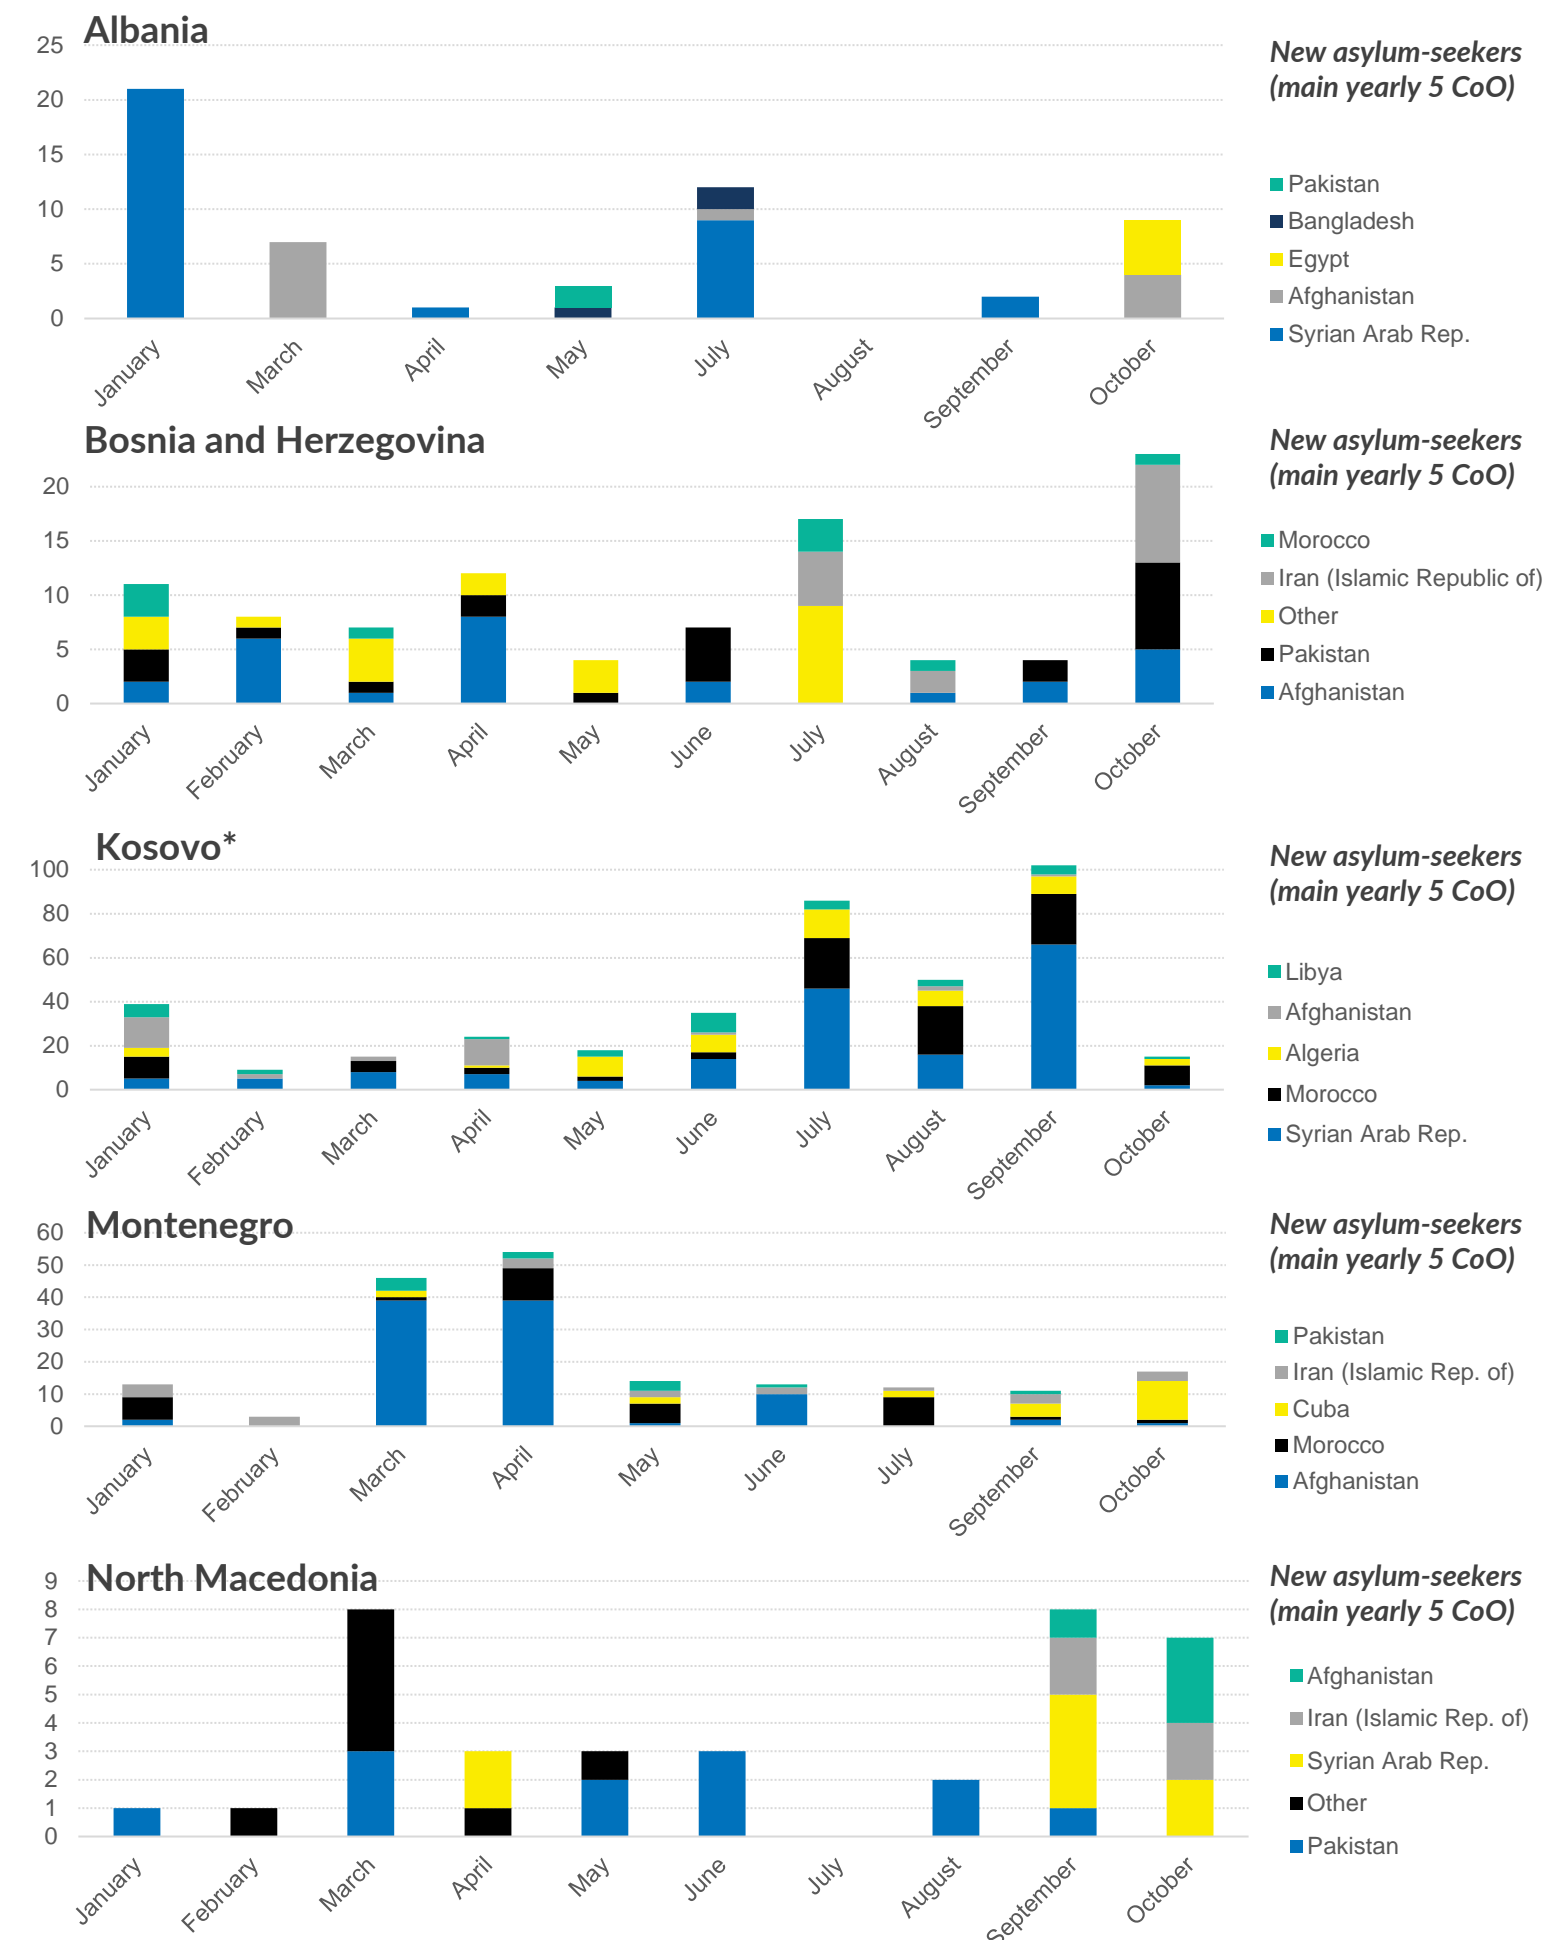 Albania
New asylum-seekers
(main yearly 5 CoO)
25
20
15
10
5
0
Pakistan
Bangladesh
Egypt
Afghanistan
Syrian Arab Rep.
January
March
April
May
July
August
September
October
Bosnia and Herzegovina
New asylum-seekers
(main yearly 5 CoO)
20
15
10
5
0
Morocco
Iran (Islamic Republic of)
Other
Pakistan
Afghanistan
January
February
March
April
May
June
July
August
September
October
Kosovo*
New asylum-seekers
(main yearly 5 CoO)
100
80
60
40
20
0
Libya
Afghanistan
Algeria
Morocco
Syrian Arab Rep.
January
February
March
April
May
June
July
August
September
October
Montenegro
New asylum-seekers
(main yearly 5 CoO)
60
50
40
30
20
10
0
Pakistan
Iran (Islamic Rep. of)
Cuba
Morocco
Afghanistan
January
February
March
April
May
June
July
September
October
North Macedonia
New asylum-seekers
(main yearly 5 CoO)
9
8
7
6
5
4
3
2
1
0
Afghanistan
Iran (Islamic Rep. of)
Syrian Arab Rep.
Other
Pakistan
January
February
March
April
May
June
July
August
September
October